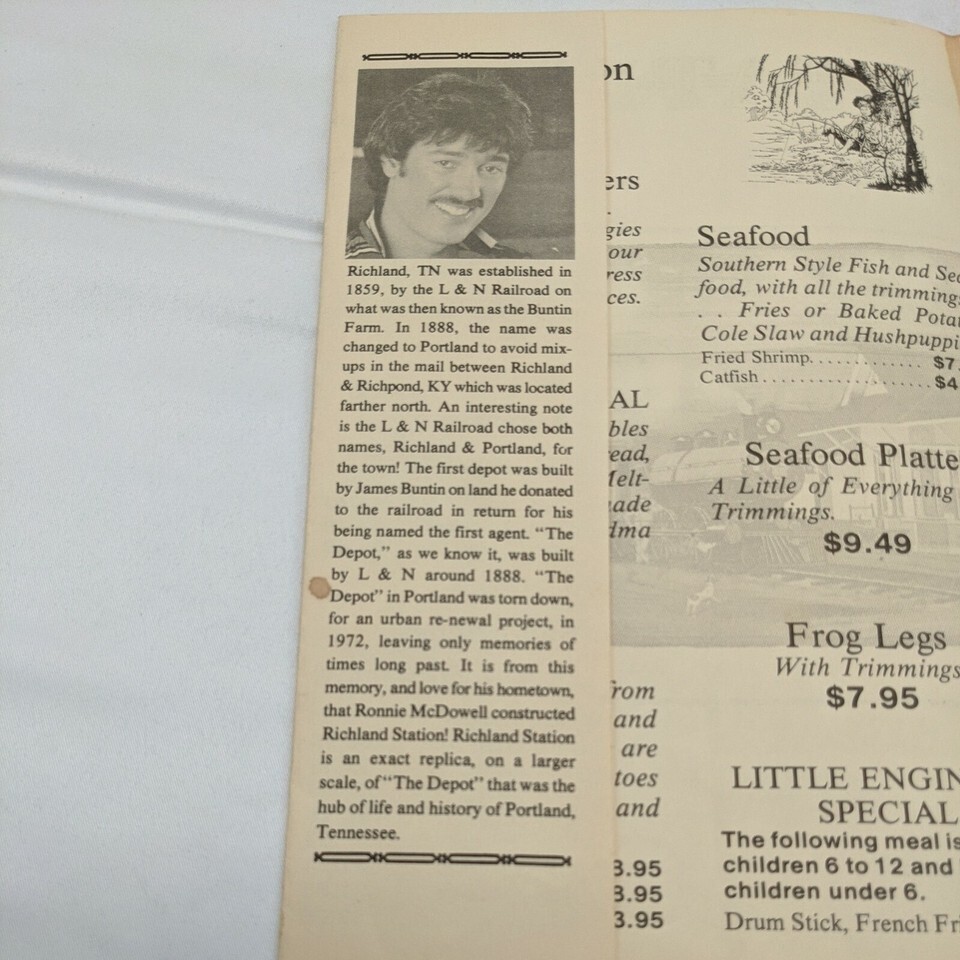 Richland, TN was established in
1859, by the L & N Railroad on
what was then known as the Buntin
Farm. In 1888, the name was
changed to Portland to avoid mix-
ups in the mail between Richland
& Richpond, KY which was located
farther north. An interesting note
is the L & N Railroad chose both
names, Richland & Portland, for
the town! The first depot was built
by James Buntin on land he donated
to the railroad in return for his
being named the first agent. "The
Depot," as we know it, was built
by L & N around 1888. "The
Depot" in Portland was torn down,
for an urban re-newal project, in
1972, leaving only memories of
times long past. It is from this
memory, and love for his hometown,
that Ronnie McDowell constructed
Richland Station! Richland Station
is an exact replica, on a larger
scale, of "The Depot" that was the
hub of life and history of Portland,
Tennessee.
on
ers
gies
our
ress
ces.
AL
bles
ead,
Melt-
ade
dma
from
and
are
toes
and
3.95
3.95
3.95
Seafood
Southern Style Fish and Sea
food, with all the trimmings
. . Fries or Baked Potat
Cole Slaw and Hushpuppi
Fried Shrimp. . . . . . . . . . . . $7.
Catfish . . . . . . . . . . . . . . . . . . $4
Seafood Platte
A Little of Everything
Trimmings.
$9.49
Frog Legs
With Trimmings
$7.95
LITTLE ENGIN
SPECIAL
The following meal is
children 6 to 12 and
children under 6.
Drum Stick, French Fri